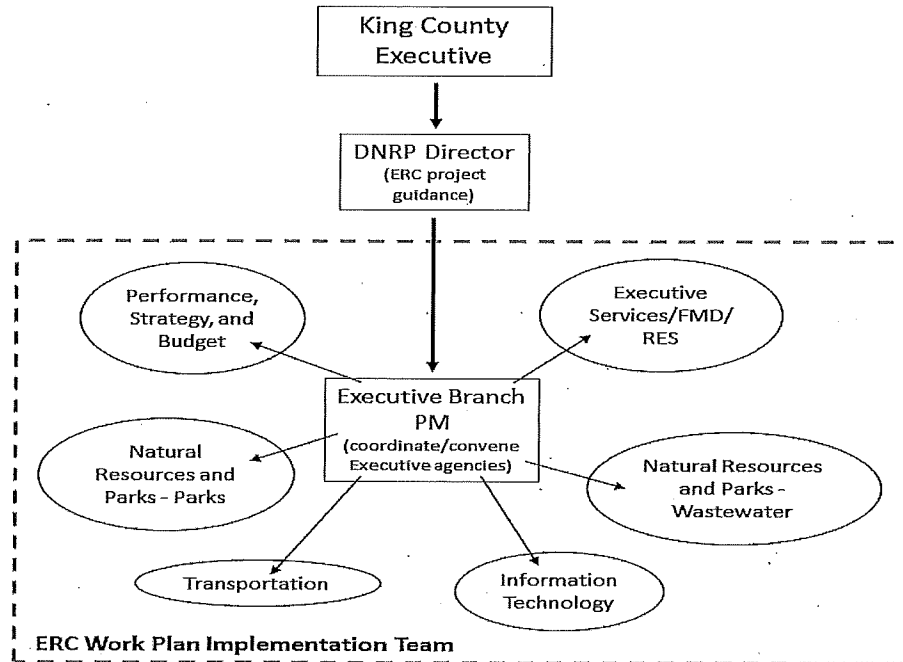 King County
Executive
DNRP Director
(ERC project
guidance)
Performance,
Strategy, and
Budget
Executive
Services/FMD/
RES
Executive Branch
PM
(coordinate/convene
Executive agencies)
Natural
Resources and
Parks - Parks
Natural Resources
and Parks -
Wastewater
Transportation
Information
Technology
ERC Work Plan Implementation Team